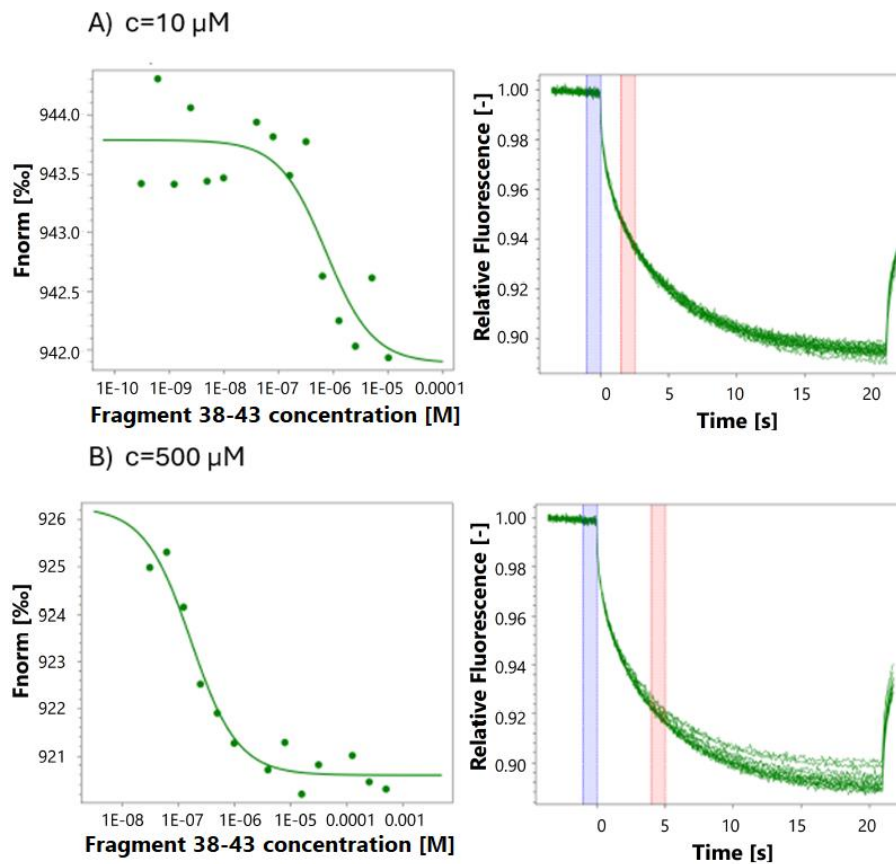 A) c=10 µM
944.0
943.5
943.0
942.5
942.0
Fnorm [‰]
1E-10 1E-09 1E-08 1E-07 1E-06 1E-05 0.0001
Fragment 38-43 concentration [M]
1.00
0.98
0.96
0.94
0.92
0.90
Relative Fluorescence [-]
0 5 10 15 20
Time [s]
B) c=500 µM
926
925
924
923
922
921
Fnorm [‰]
1E-08 1E-07 1E-06 1E-05 0.0001 0.001
Fragment 38-43 concentration [M]
1.00
0.98
0.96
0.94
0.92
0.90
Relative Fluorescence [-]
0 5 10 15 20
Time [s]